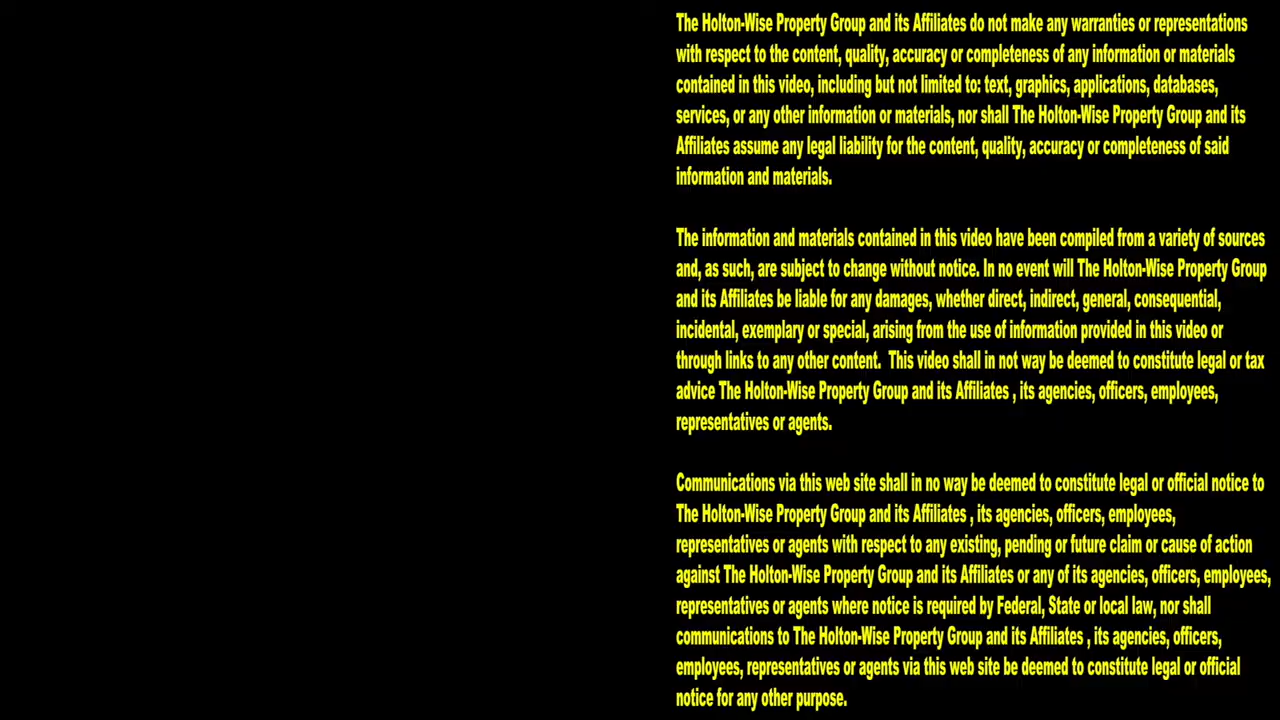 The Holton-Wise Property Group and its Affiliates do not make any warranties or representations
with respect to the content, quality, accuracy or completeness of any information or materials
contained in this video, including but not limited to: text, graphics, applications, databases,
services, or any other information or materials, nor shall The Holton-Wise Property Group and its
Affiliates assume any legal liability for the content, quality, accuracy or completeness of said
information and materials.
The information and materials contained in this video have been compiled from a variety of sources
and, as such, are subject to change without notice. In no event will The Holton-Wise Property Group
and its Affiliates be liable for any damages, whether direct, indirect, general, consequential,
incidental, exemplary or special, arising from the use of information provided in this video or
through links to any other content.  This video shall in not way be deemed to constitute legal or tax
advice The Holton-Wise Property Group and its Affiliates , its agencies, officers, employees,
representatives or agents.
Communications via this web site shall in no way be deemed to constitute legal or official notice to
The Holton-Wise Property Group and its Affiliates , its agencies, officers, employees,
representatives or agents with respect to any existing, pending or future claim or cause of action
against The Holton-Wise Property Group and its Affiliates or any of its agencies, officers, employees,
representatives or agents where notice is required by Federal, State or local law, nor shall
communications to The Holton-Wise Property Group and its Affiliates , its agencies, officers,
employees, representatives or agents via this web site be deemed to constitute legal or official
notice for any other purpose.